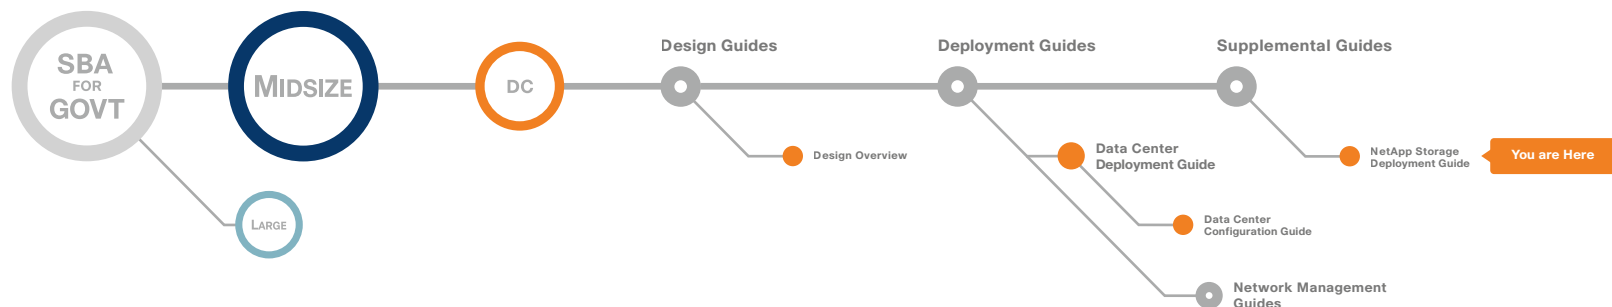 SBA
FOR
GOVT
MIDSIZE
DC
LARGE
Design Guides
Design Overview
Deployment Guides
Data Center
Deployment Guide
Data Center
Configuration Guide
Network Management
Guides
Supplemental Guides
NetApp Storage
Deployment Guide
You are Here